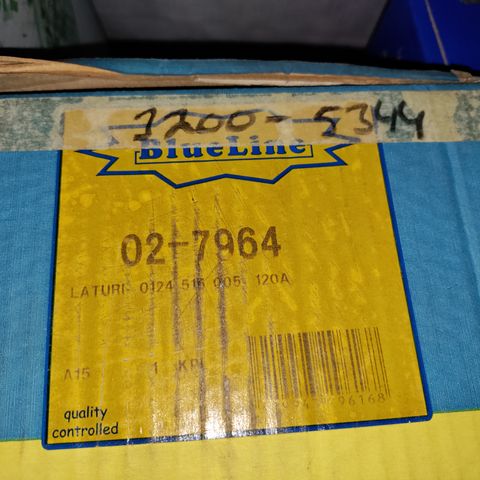 1200-5344
BlueLine
02-7964
LATURI 0124 515 005 120A
A15 1 KPL
quality
controlled